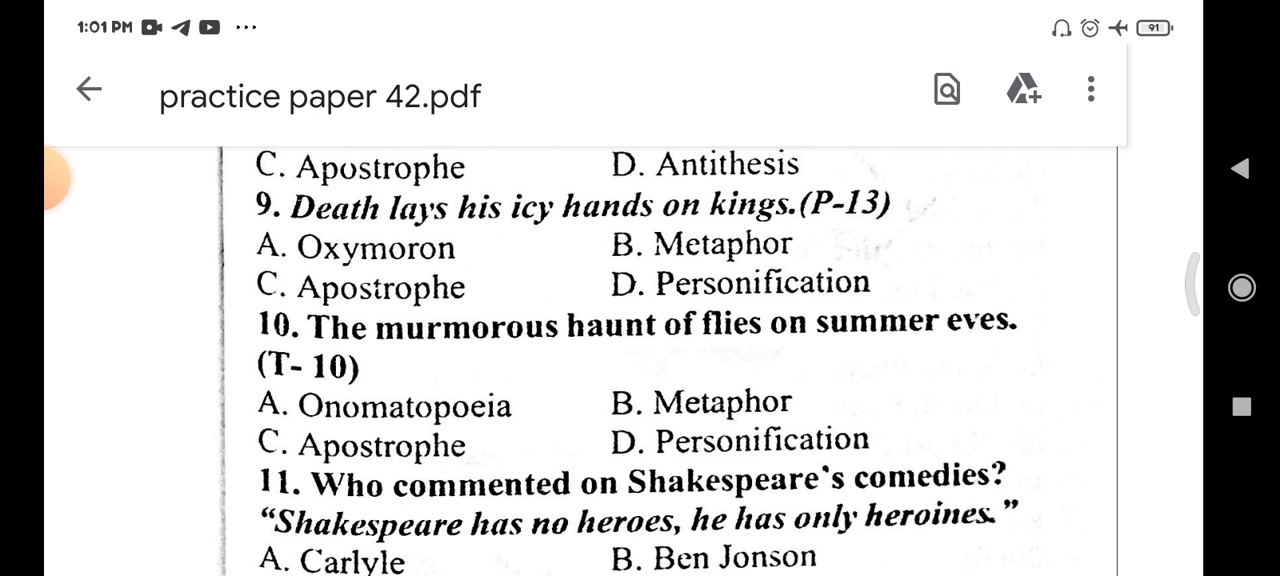 1:01 PM
91
practice paper 42.pdf
C. Apostrophe D. Antithesis
9. Death lays his icy hands on kings.(P-13)
A. Oxymoron B. Metaphor
C. Apostrophe D. Personification
10. The murmorous haunt of flies on summer eves.
(T- 10)
A. Onomatopoeia B. Metaphor
C. Apostrophe D. Personification
11. Who commented on Shakespeare's comedies?
“Shakespeare has no heroes, he has only heroines.”
A. Carlyle B. Ben Jonson